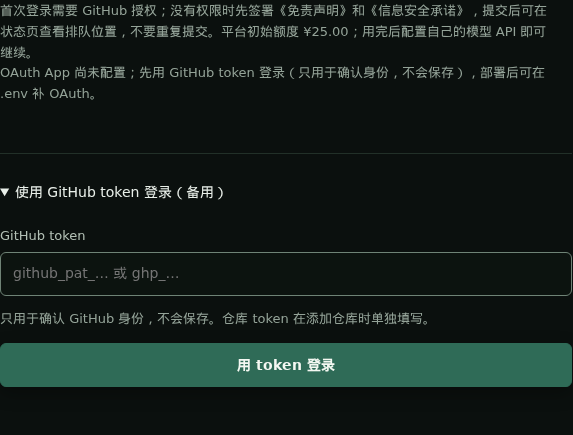 首次登录需要 GitHub 授权；没有权限时先签署《免责声明》和《信息安全承诺》，提交后可在
状态页查看排队位置，不要重复提交。平台初始额度 ¥25.00；用完后配置自己的模型 API 即可
继续。
OAuth App 尚未配置；先用 GitHub token 登录（只用于确认身份，不会保存），部署后可在
.env 补 OAuth。
▼ 使用 GitHub token 登录（备用）
GitHub token
github_pat_… 或 ghp_…
只用于确认 GitHub 身份，不会保存。仓库 token 在添加仓库时单独填写。
用 token 登录